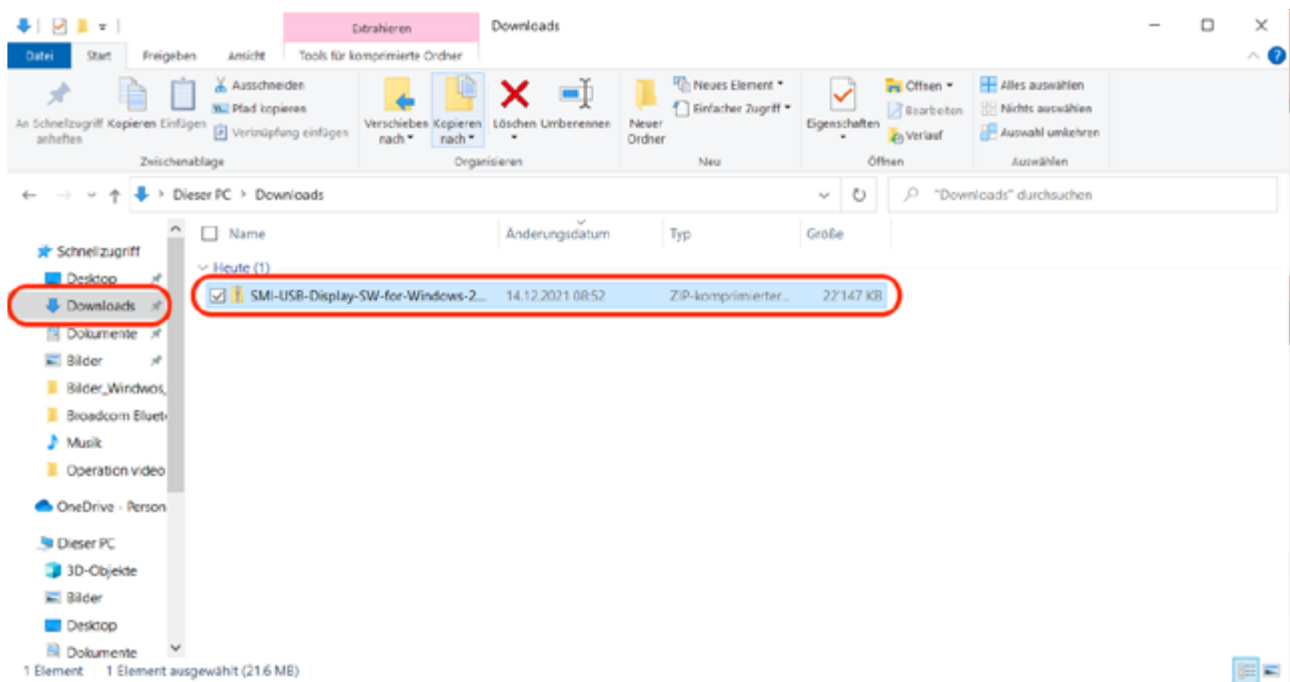 Extrahieren Downloads
Datei Start Freigeben Ansicht Tools für komprimierte Ordner
An Schnellzugriff anheften
Kopieren
Einfügen
Ausschneiden
Pfad kopieren
Verknüpfung einfügen
Zwischenablage
Verschieben nach
Kopieren nach
Löschen
Umbenennen
Organisieren
Neuer Ordner
Neues Element
Einfacher Zugriff
Neu
Eigenschaften
Öffnen
Bearbeiten
Verlauf
Öffnen
Alles auswählen
Nichts auswählen
Auswahl umkehren
Auswählen
Dieser PC > Downloads
"Downloads" durchsuchen
Name Änderungsdatum Typ Größe
Heute (1)
SMI-USB-Display-SW-for-Windows-2... 14.12.2021 08:52 ZIP-komprimierter... 22'147 KB
Schnellzugriff
Desktop
Downloads
Dokumente
Bilder
Bilder_Windwos,
Broadcom Bluet
Musik
Operation video
OneDrive - Person
Dieser PC
3D-Objekte
Bilder
Desktop
Dokumente
1 Element 1 Element ausgewählt (21.6 MB)